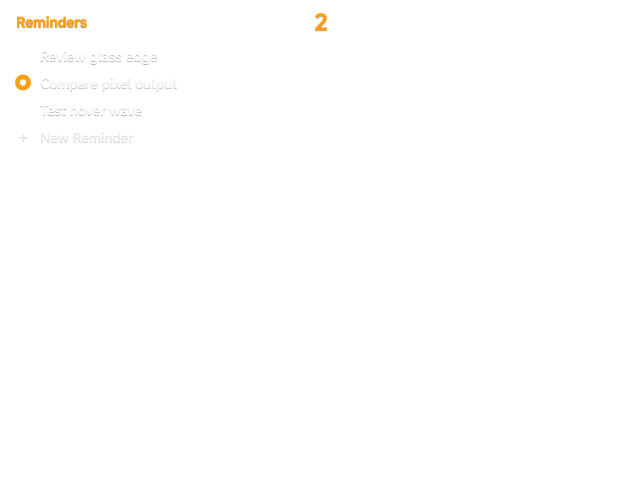 Reminders 2
Review glass edge
Compare pixel output
Test hover wave
+ New Reminder